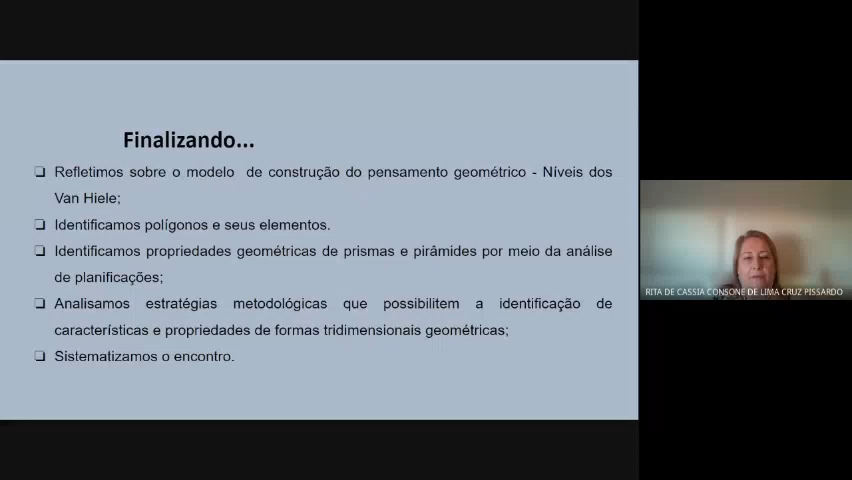 Finalizando...
❑ Refletimos sobre o modelo de construção do pensamento geométrico - Níveis dos
Van Hiele;
❑ Identificamos polígonos e seus elementos.
❑ Identificamos propriedades geométricas de prismas e pirâmides por meio da análise
de planificações;
❑ Analisamos estratégias metodológicas que possibilitem a identificação de
características e propriedades de formas tridimensionais geométricas;
❑ Sistematizamos o encontro.
RITA DE CASSIA CONSONE DE LIMA CRUZ PISSARDO